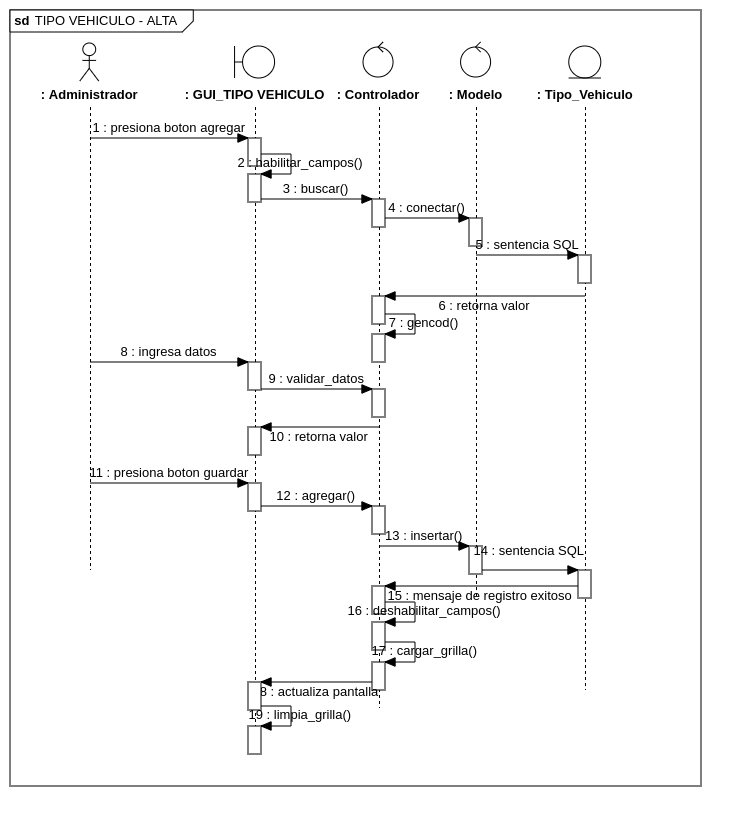 sd TIPO VEHICULO - ALTA
: Administrador
: GUI_TIPO VEHICULO
: Controlador
: Modelo
: Tipo_Vehiculo
1 : presiona boton agregar
2 : habilitar_campos()
3 : buscar()
4 : conectar()
5 : sentencia SQL
6 : retorna valor
7 : gencod()
8 : ingresa datos
9 : validar_datos
10 : retorna valor
11 : presiona boton guardar
12 : agregar()
13 : insertar()
14 : sentencia SQL
15 : mensaje de registro exitoso
16 : deshabilitar_campos()
17 : cargar_grilla()
8 : actualiza pantalla
19 : limpia_grilla()